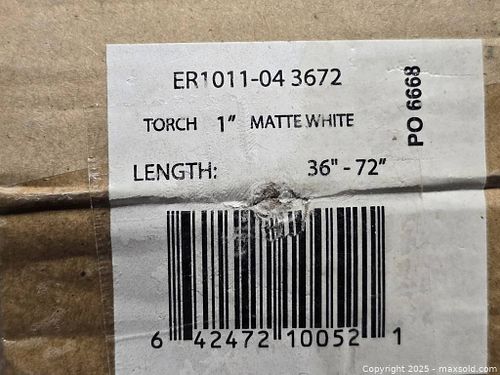 ER1011-04 3672
TORCH 1" MATTE WHITE
LENGTH: 36" - 72"
PO 6668
6 42472 10052 1
Copyright 2025 - maxsold.com